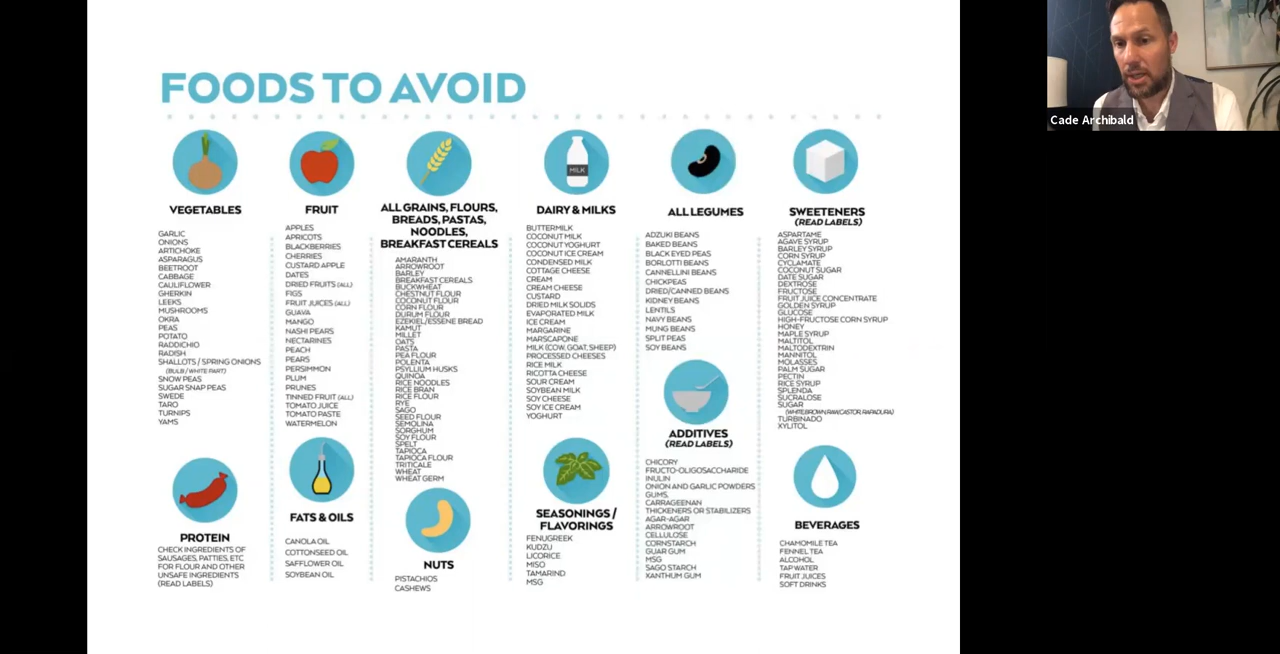 FOODS TO AVOID
Cade Archibald
VEGETABLES
GARLIC
ONIONS
ARTICHOKE
ASPARAGUS
BEETROOT
CABBAGE
CAULIFLOWER
GHERKIN
LEEKS
MUSHROOMS
OKRA
PEAS
POTATO
RADDICHIO
RADISH
SHALLOTS / SPRING ONIONS
(BULB / WHITE PART)
SNOW PEAS
SUGAR SNAP PEAS
SWEDE
TARO
TURNIPS
YAMS
PROTEIN
CHECK INGREDIENTS OF
SAUSAGES, PATTIES, ETC
FOR FLOUR AND OTHER
UNSAFE INGREDIENTS
(READ LABELS)
FRUIT
APPLES
APRICOTS
BLACKBERRIES
CHERRIES
CUSTARD APPLE
DATES
DRIED FRUITS (ALL)
FIGS
FRUIT JUICES (ALL)
GUAVA
MANGO
NASHI PEARS
NECTARINES
PEACH
PEARS
PERSIMMON
PLUM
PRUNES
TINNED FRUIT (ALL)
TOMATO JUICE
TOMATO PASTE
WATERMELON
FATS & OILS
CANOLA OIL
COTTONSEED OIL
SAFFLOWER OIL
SOYBEAN OIL
ALL GRAINS, FLOURS,
BREADS, PASTAS,
NOODLES,
BREAKFAST CEREALS
AMARANTH
ARROWROOT
BARLEY
BREAKFAST CEREALS
BUCKWHEAT
CHESTNUT FLOUR
COCONUT FLOUR
CORN FLOUR
DURUM FLOUR
EZEKIEL/ESSENE BREAD
KAMUT
MILLET
OATS
PASTA
PEA FLOUR
POLENTA
PSYLLIUM HUSKS
QUINOA
RICE NOODLES
RICE BRAN
RICE FLOUR
RYE
SAGO
SEED FLOUR
SEMOLINA
SORGHUM
SOY FLOUR
SPELT
TAPIOCA
TAPIOCA FLOUR
TRITICALE
WHEAT
WHEAT GERM
NUTS
PISTACHIOS
CASHEWS
MILK
DAIRY & MILKS
BUTTERMILK
COCONUT MILK
COCONUT YOGHURT
COCONUT ICE CREAM
CONDENSED MILK
COTTAGE CHEESE
CREAM
CREAM CHEESE
CUSTARD
DRIED MILK SOLIDS
EVAPORATED MILK
ICE CREAM
MARGARINE
MARSCAPONE
MILK (COW, GOAT, SHEEP)
PROCESSED CHEESES
RICE MILK
RICOTTA CHEESE
SOUR CREAM
SOYBEAN MILK
SOY CHEESE
SOY ICE CREAM
YOGHURT
SEASONINGS /
FLAVORINGS
FENUGREEK
KUDZU
LICORICE
MISO
TAMARIND
MSG
ALL LEGUMES
ADZUKI BEANS
BAKED BEANS
BLACK EYED PEAS
BORLOTTI BEANS
CANNELLINI BEANS
CHICKPEAS
DRIED/CANNED BEANS
KIDNEY BEANS
LENTILS
NAVY BEANS
MUNG BEANS
SPLIT PEAS
SOY BEANS
ADDITIVES
(READ LABELS)
CHICORY
FRUCTO-OLIGOSACCHARIDE
INULIN
ONION AND GARLIC POWDERS
GUMS,
CARRAGEENAN
THICKENERS OR STABILIZERS
AGAR-AGAR
ARROWROOT
CELLULOSE
CORNSTARCH
GUAR GUM
MSG
SAGO STARCH
XANTHUM GUM
SWEETENERS
(READ LABELS)
ASPARTAME
AGAVE SYRUP
BARLEY SYRUP
CORN SYRUP
CYCLAMATE
COCONUT SUGAR
DATE SUGAR
DEXTROSE
FRUCTOSE
FRUIT JUICE CONCENTRATE
GOLDEN SYRUP
GLUCOSE
HIGH-FRUCTOSE CORN SYRUP
HONEY
MAPLE SYRUP
MALTITOL
MALTODEXTRIN
MANNITOL
MOLASSES
PALM SUGAR
PECTIN
RICE SYRUP
SPLENDA
SUCRALOSE
SUGAR
(WHITE, BROWN, RAW, CASTOR, RAPADURA)
TURBINADO
XYLITOL
BEVERAGES
CHAMOMILE TEA
FENNEL TEA
ALCOHOL
TAP WATER
FRUIT JUICES
SOFT DRINKS